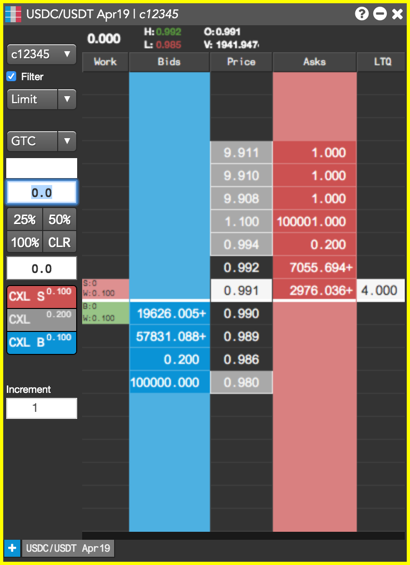 USDC/USDT Apr19 | c12345
c12345
Filter
Limit
GTC
0.0
25% 50%
100% CLR
0.0
CXL S 0.100
CXL 0.200
CXL B 0.100
Increment
1
0.000 H: 0.992 O: 0.991
L: 0.985 V: 1941.947
Work Bids Price Asks LTQ
9.911 1.000
9.910 1.000
9.908 1.000
1.100 100001.000
0.994 0.200
0.992 7055.694+
S:0
W:0.100 0.991 2976.036+ 4.000
B:0
W:0.100 19626.005+ 0.990
57831.088+ 0.989
0.200 0.986
100000.000 0.980
+ USDC/USDT Apr19